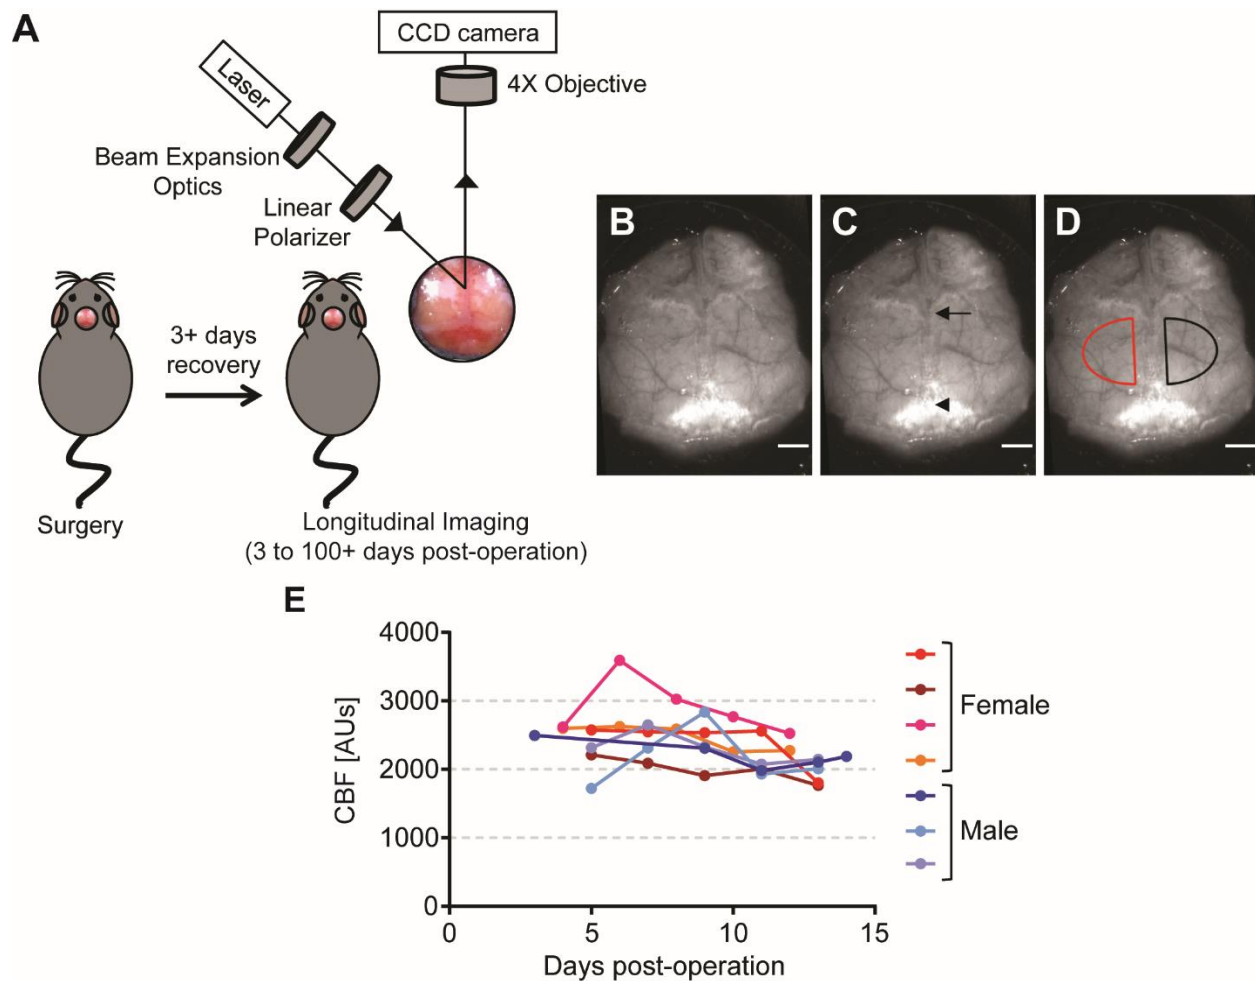 A
CCD camera
Laser
4X Objective
Beam Expansion
Optics
Linear
Polarizer
3+ days
recovery
Surgery
Longitudinal Imaging
(3 to 100+ days post-operation)
B
C
D
E
4000
3000
2000
1000
0
CBF [AUs]
0 5 10 15
Days post-operation
Female
Male